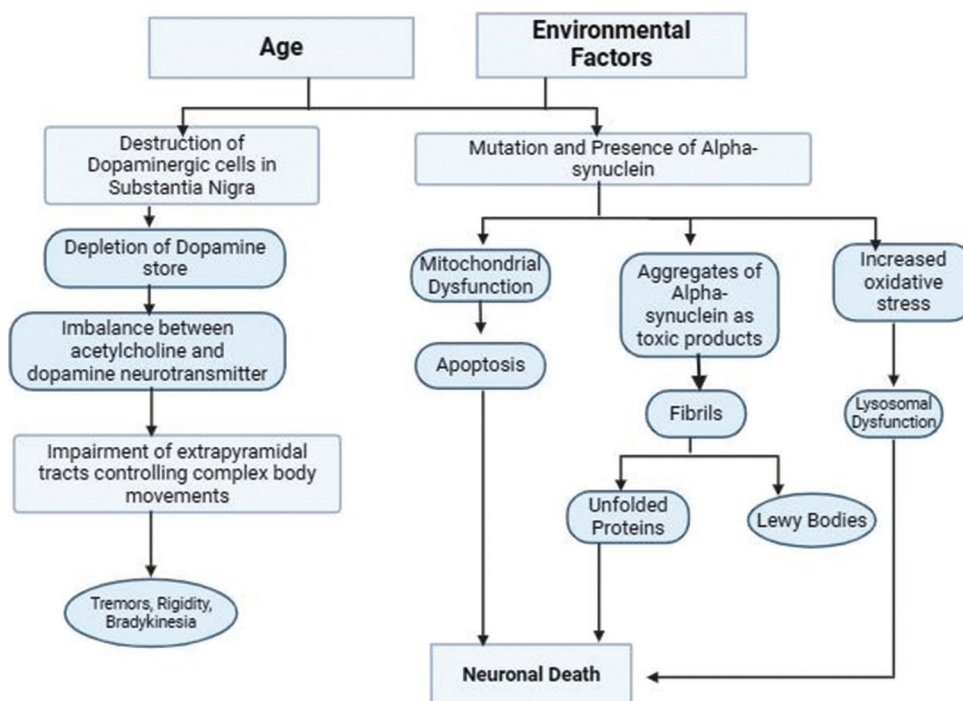 Age
Environmental
Factors
Destruction of
Dopaminergic cells in
Substantia Nigra
Mutation and Presence of Alpha-
synuclein
Depletion of Dopamine
store
Mitochondrial
Dysfunction
Aggregates of
Alpha-
synuclein as
toxic products
Increased
oxidative
stress
Imbalance between
acetylcholine and
dopamine neurotransmitter
Apoptosis
Fibrils
Lysosomal
Dysfunction
Impairment of extrapyramidal
tracts controlling complex body
movements
Unfolded
Proteins
Lewy Bodies
Tremors, Rigidity,
Bradykinesia
Neuronal Death